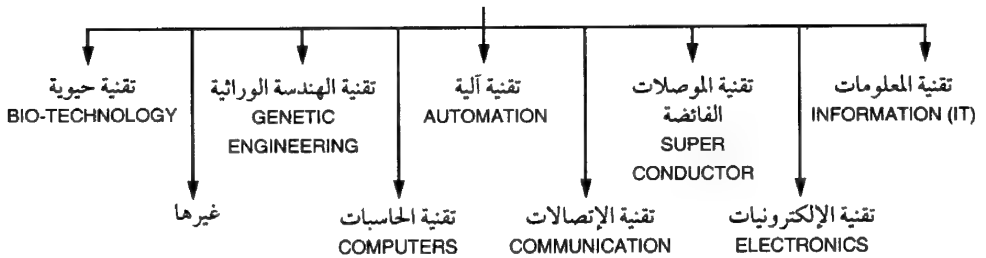 تقنية المعلومات
INFORMATION (IT)
تقنية الموصلات
الفائضة
SUPER
CONDUCTOR
تقنية آلية
AUTOMATION
تقنية الهندسة الوراثية
GENETIC
ENGINEERING
تقنية حيوية
BIO-TECHNOLOGY
تقنية الإلكترونيات
ELECTRONICS
تقنية الإتصالات
COMMUNICATION
تقنية الحاسبات
COMPUTERS
غيرها